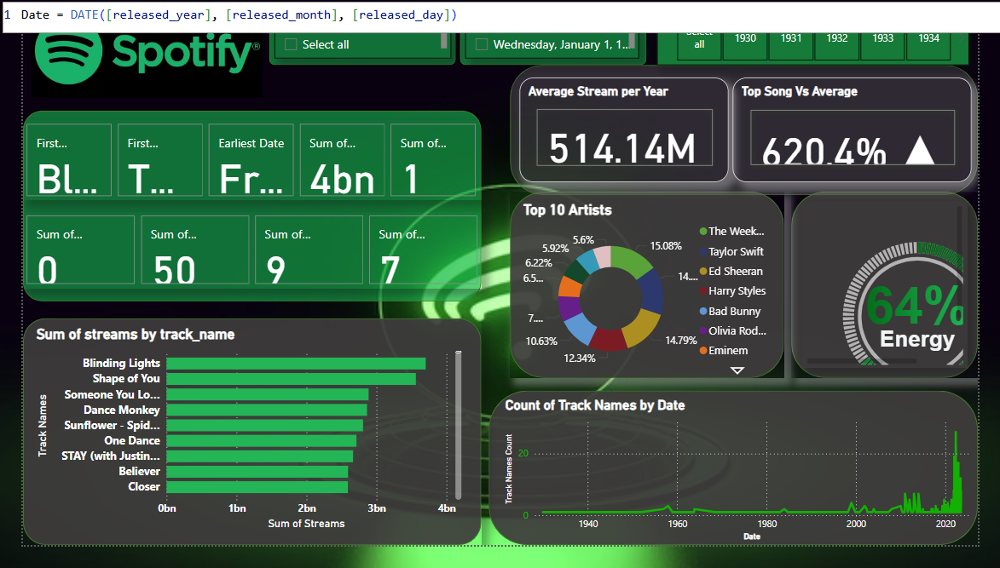 1 Date = DATE([released_year], [released_month], [released_day])
Spotify®
Select all
Wednesday, January 1, 1...
Select all
1930
1931
1932
1933
1934
Average Stream per Year
514.14M
Top Song Vs Average
620.4%
First...
Bl...
First...
T...
Earliest Date
Fr...
Sum of...
4bn
Sum of...
1
Sum of...
0
Sum of...
50
Sum of...
9
Sum of...
7
Top 10 Artists
15.08%
14....
14.79%
12.34%
10.63%
7....
6.5...
6.22%
5.92%
5.6%
The Week...
Taylor Swift
Ed Sheeran
Harry Styles
Bad Bunny
Olivia Rod...
Eminem
64%
Energy
Sum of streams by track_name
Track Names
Blinding Lights
Shape of You
Someone You Lo...
Dance Monkey
Sunflower - Spid...
One Dance
STAY (with Justin...
Believer
Closer
0bn
1bn
2bn
3bn
4bn
Sum of Streams
Count of Track Names by Date
Track Names Count
20
0
1940
1960
1980
2000
2020
Date